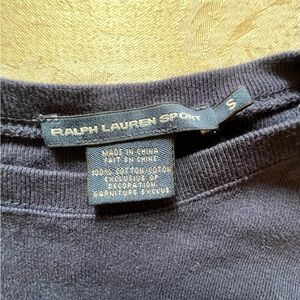 RALPH LAUREN SPORT
S
MADE IN CHINA
FAIT EN CHINE
100% COTTON/COTON
EXCLUSIVE OF
DECORATION.
GARNITURE EXCLUE